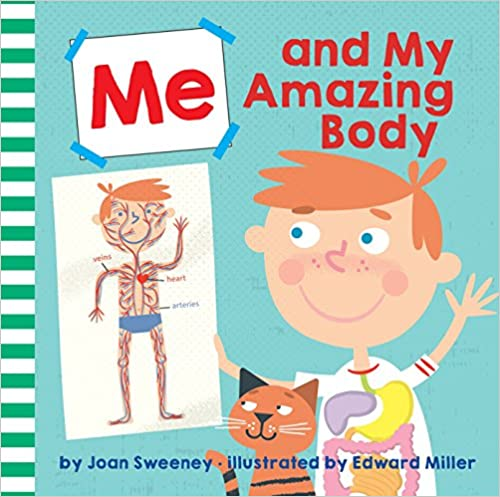 Me
and My
Amazing
Body
veins
heart
arteries
by Joan Sweeney · illustrated by Edward Miller